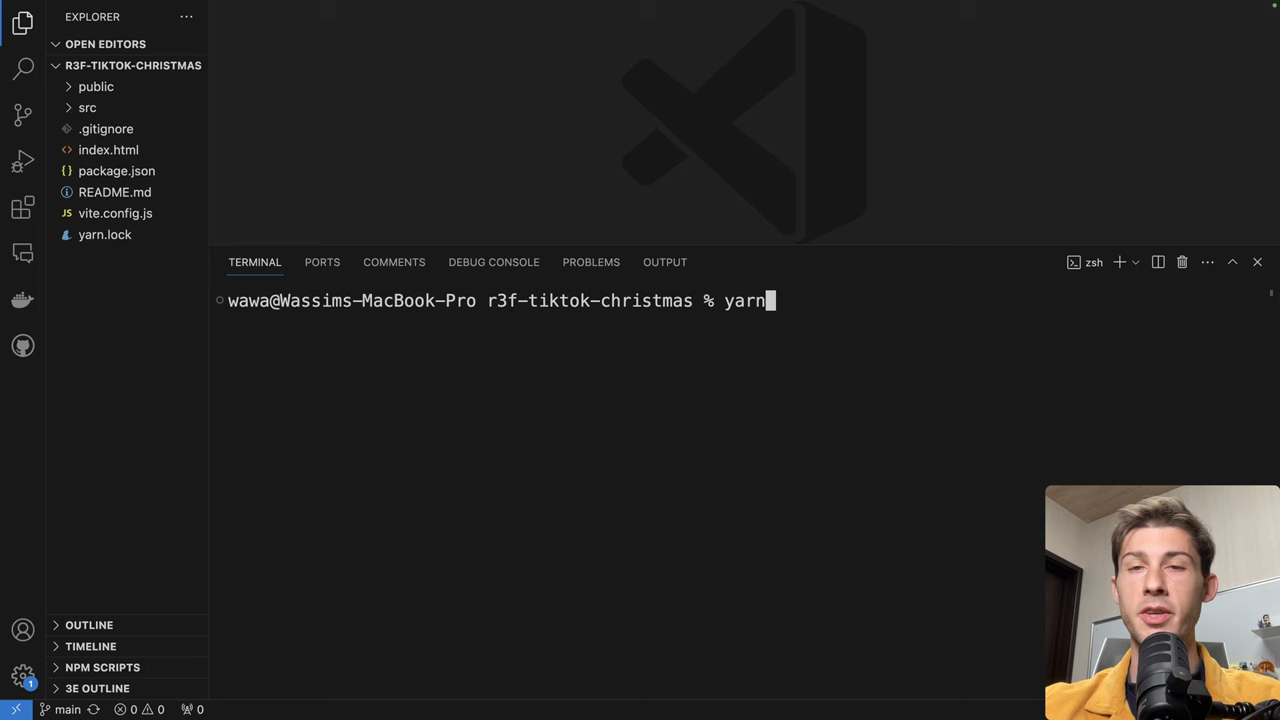 EXPLORER
OPEN EDITORS
R3F-TIKTOK-CHRISTMAS
public
src
.gitignore
index.html
{} package.json
README.md
JS vite.config.js
yarn.lock
TERMINAL PORTS COMMENTS DEBUG CONSOLE PROBLEMS OUTPUT
zsh
wawa@Wassims-MacBook-Pro r3f-tiktok-christmas % yarn
OUTLINE
TIMELINE
NPM SCRIPTS
3E OUTLINE
1
main 0 0 0